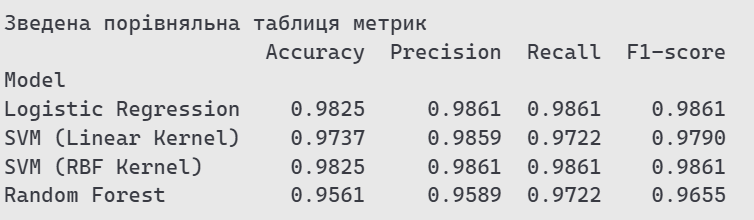 Зведена порівняльна таблиця метрик
Accuracy Precision Recall F1-score
Model
Logistic Regression 0.9825 0.9861 0.9861 0.9861
SVM (Linear Kernel) 0.9737 0.9859 0.9722 0.9790
SVM (RBF Kernel) 0.9825 0.9861 0.9861 0.9861
Random Forest 0.9561 0.9589 0.9722 0.9655